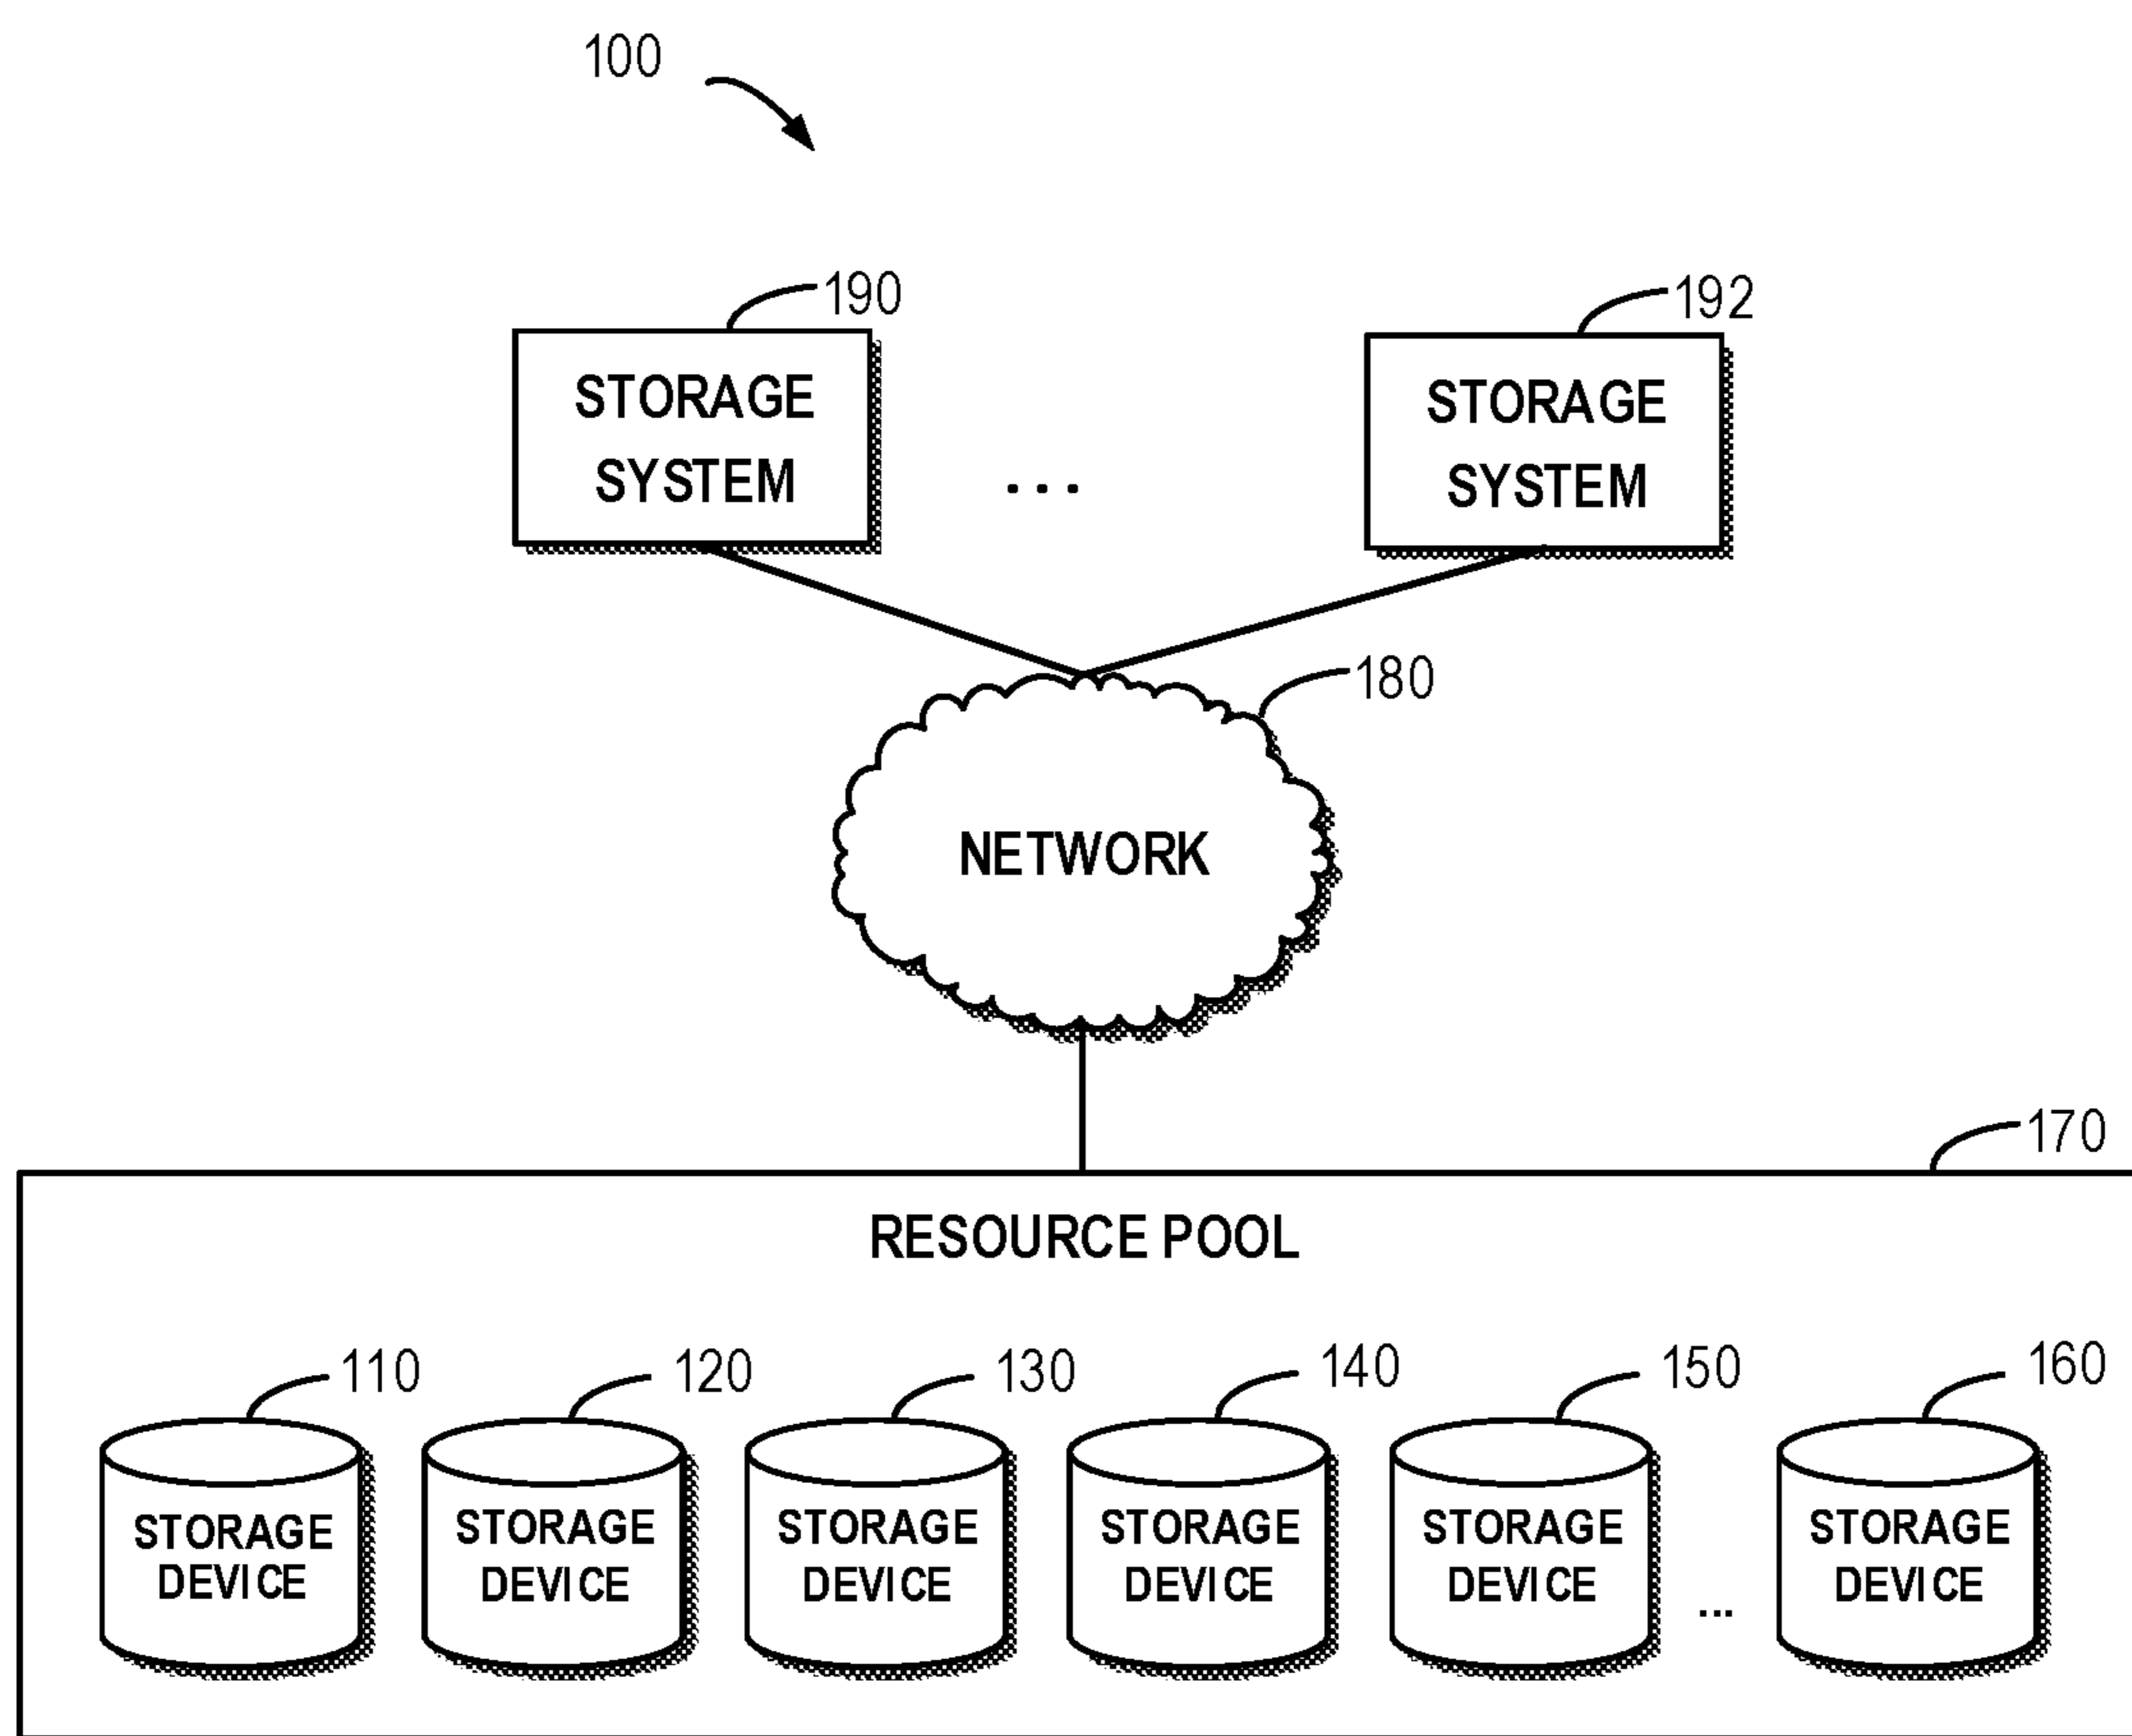 100
190
192
STORAGE
SYSTEM
...
STORAGE
SYSTEM
180
NETWORK
170
RESOURCE POOL
110
120
130
140
150
160
STORAGE
DEVICE
STORAGE
DEVICE
STORAGE
DEVICE
STORAGE
DEVICE
STORAGE
DEVICE
...
STORAGE
DEVICE